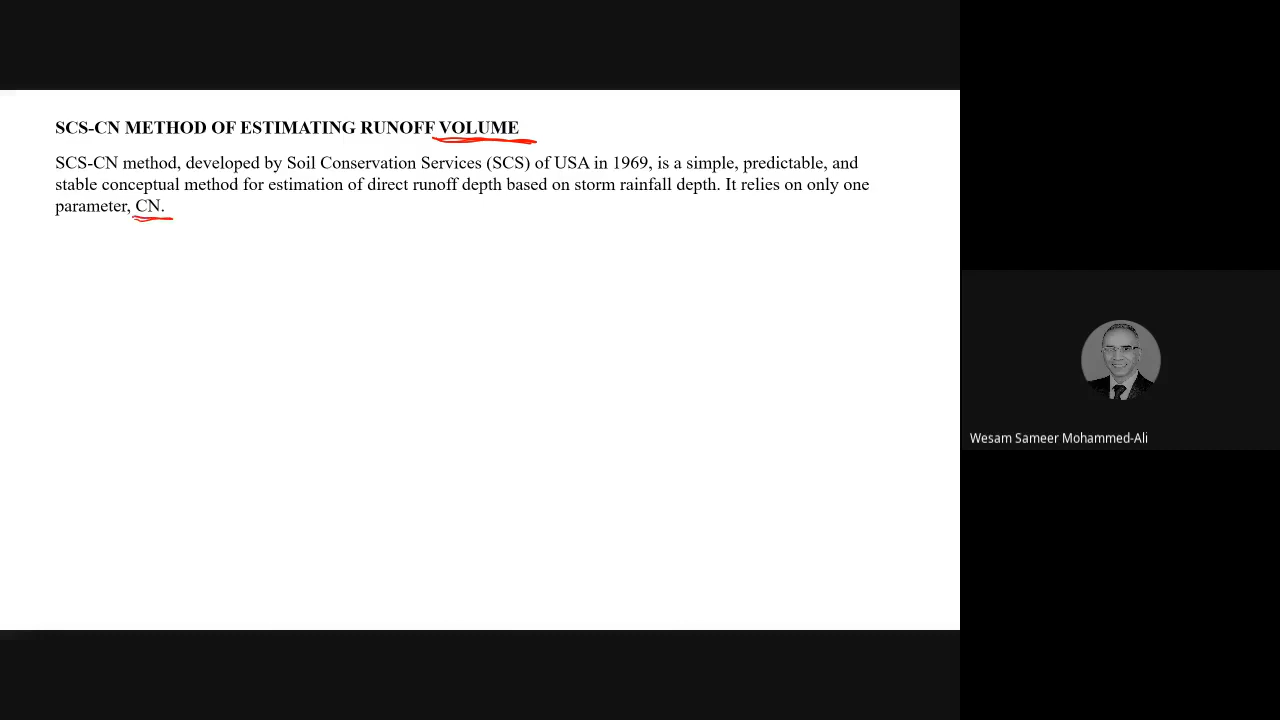 SCS-CN METHOD OF ESTIMATING RUNOFF VOLUME
SCS-CN method, developed by Soil Conservation Services (SCS) of USA in 1969, is a simple, predictable, and
stable conceptual method for estimation of direct runoff depth based on storm rainfall depth. It relies on only one
parameter, CN.
Wesam Sameer Mohammed-Ali